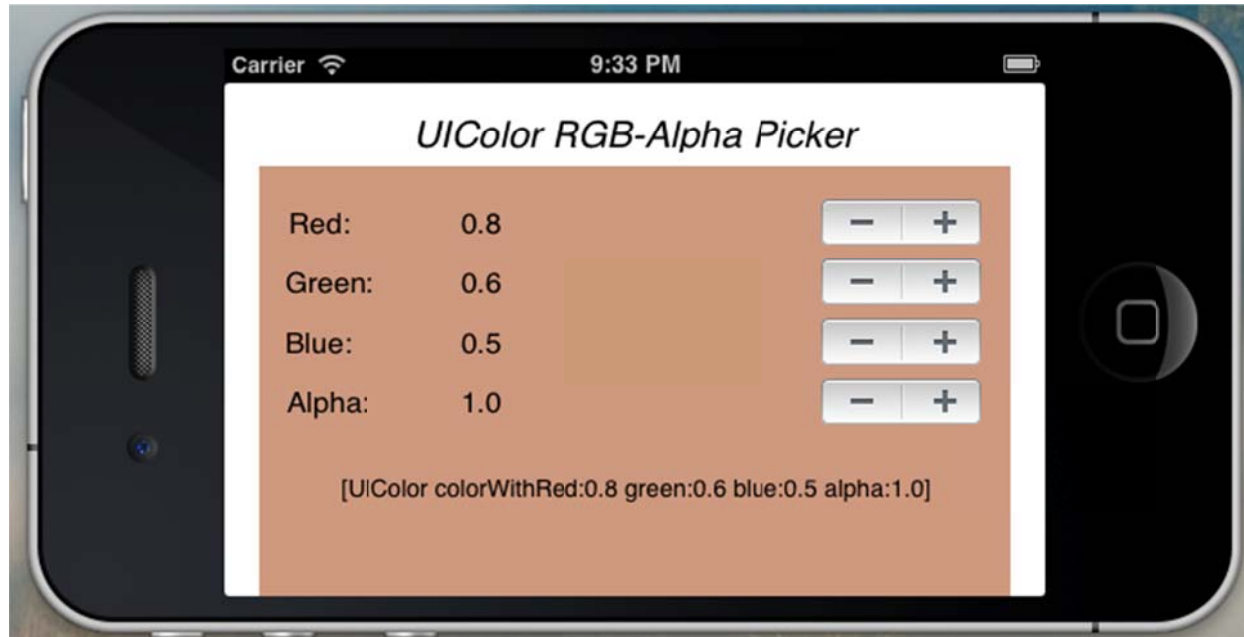 Carrier 9:33 PM
UIColor RGB-Alpha Picker
Red: 0.8
Green: 0.6
Blue: 0.5
Alpha: 1.0
[UIColor colorWithRed:0.8 green:0.6 blue:0.5 alpha:1.0]